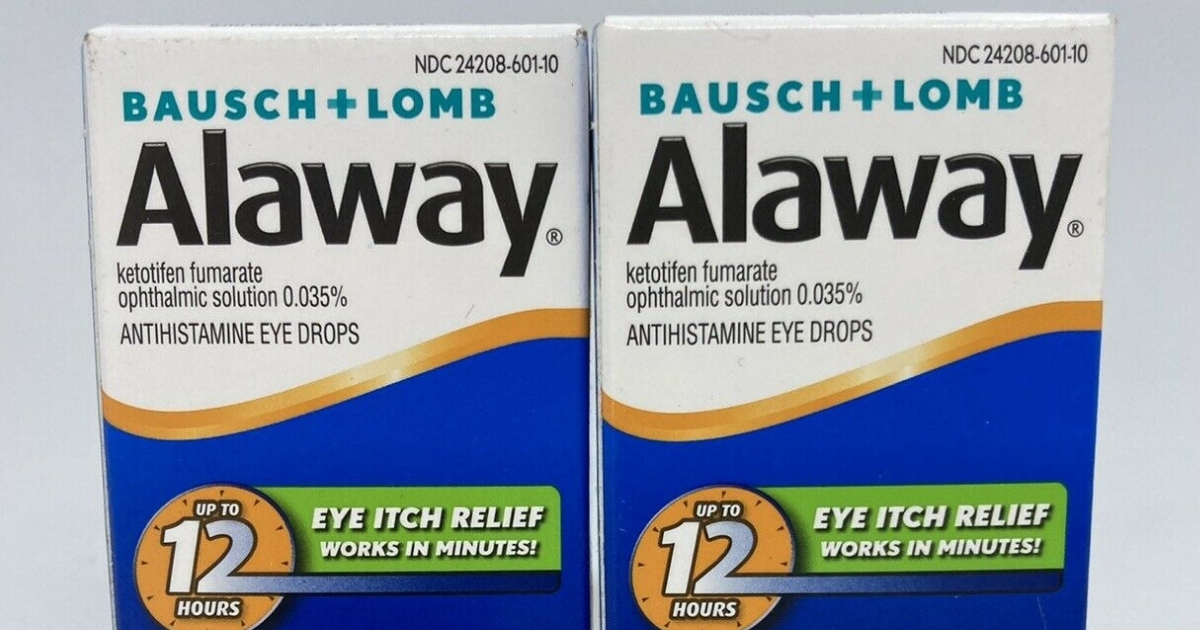 NDC 24208-601-10
BAUSCH+LOMB
Alaway®
ketotifen fumarate
ophthalmic solution 0.035%
ANTIHISTAMINE EYE DROPS
UP TO
12
HOURS
EYE ITCH RELIEF
WORKS IN MINUTES!
NDC 24208-601-10
BAUSCH+LOMB
Alaway®
ketotifen fumarate
ophthalmic solution 0.035%
ANTIHISTAMINE EYE DROPS
UP TO
12
HOURS
EYE ITCH RELIEF
WORKS IN MINUTES!